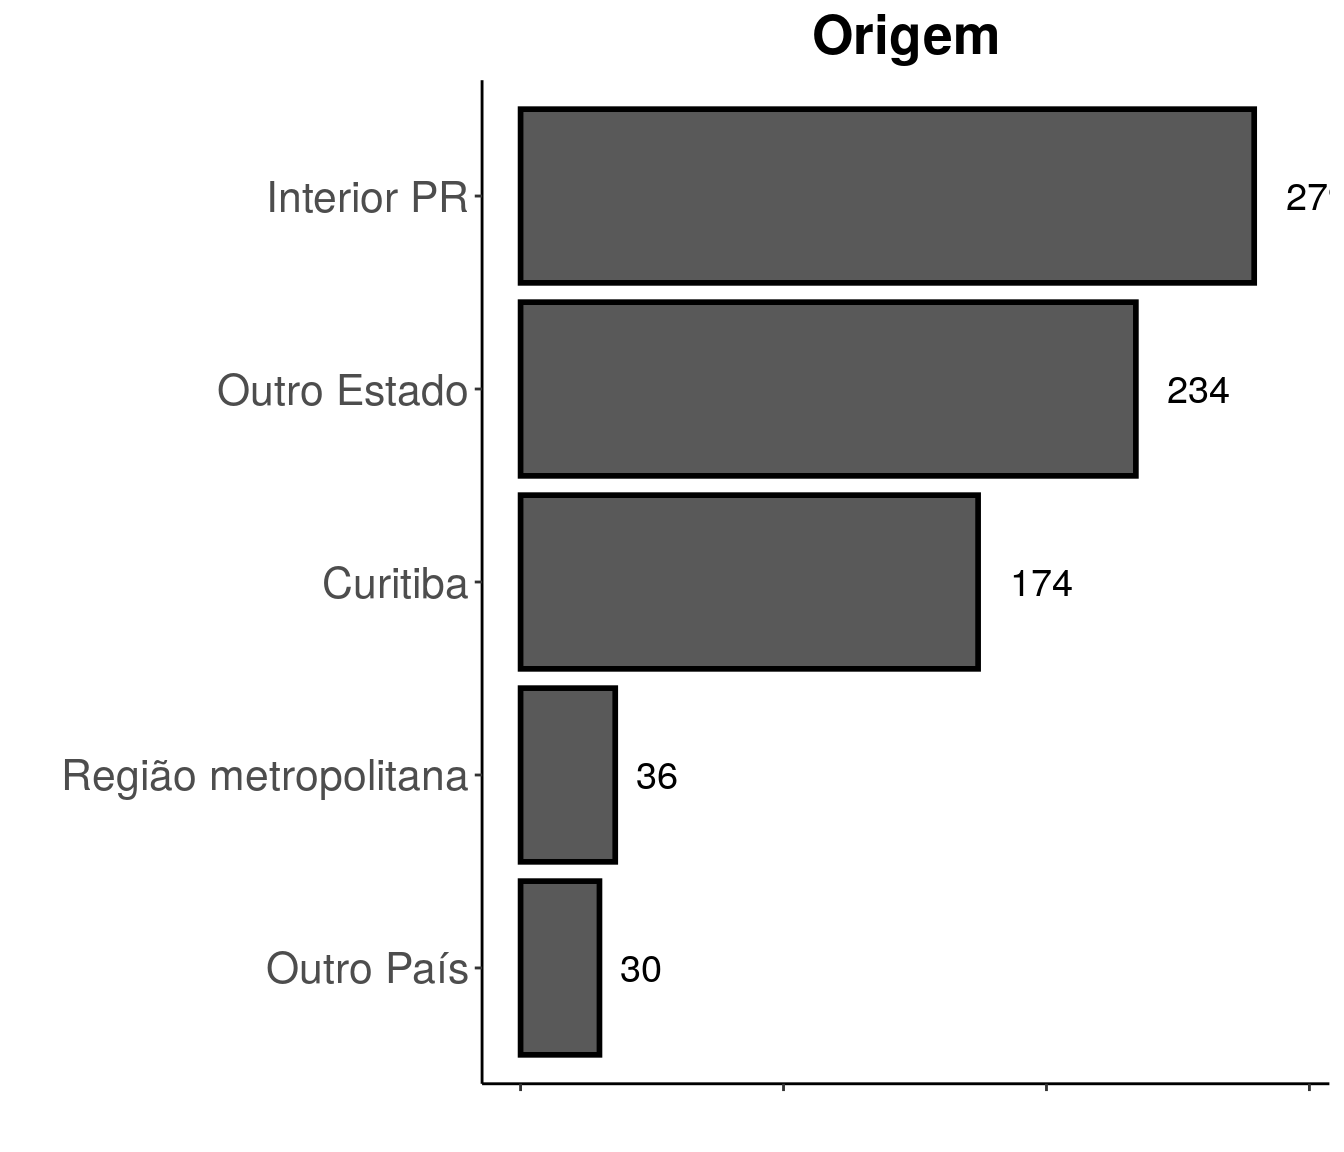 Origem
Interior PR
Outro Estado
234
Curitiba
174
Região metropolitana
36
Outro País
30